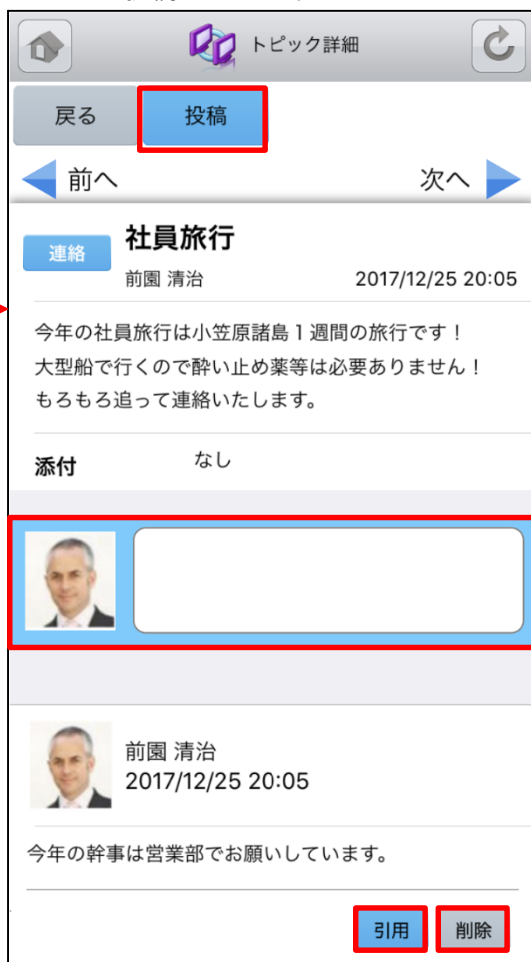 トピック詳細
戻る
投稿
前へ
次へ
連絡
社員旅行
前園 清治
2017/12/25 20:05
今年の社員旅行は小笠原諸島1週間の旅行です!
大型船で行くので酔い止め薬等は必要ありません!
もろもろ追って連絡いたします。
添付
なし
前園 清治
2017/12/25 20:05
今年の幹事は営業部でお願いしています。
引用
削除